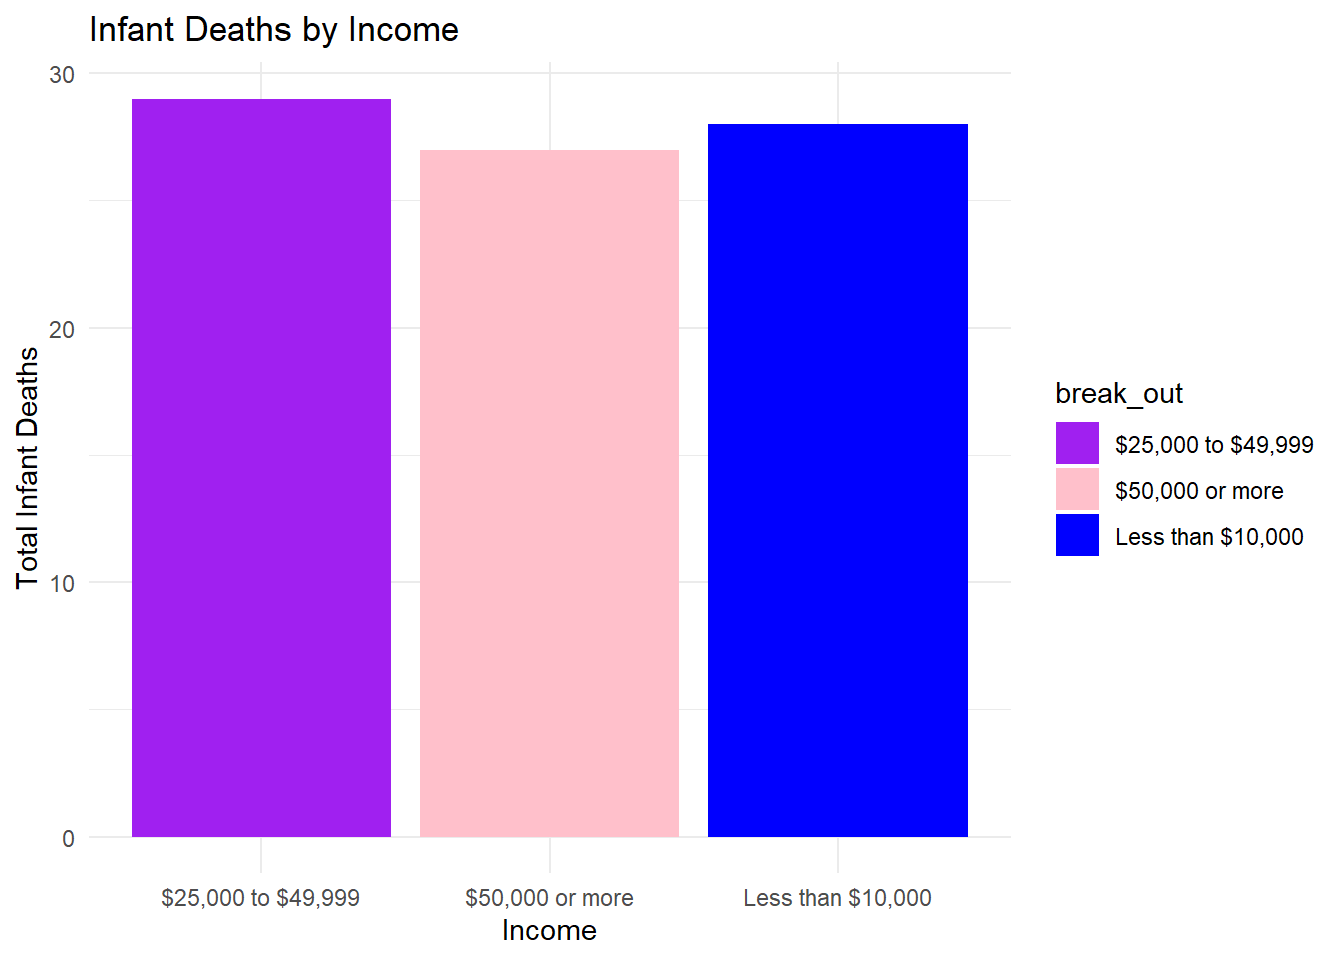 Infant Deaths by Income
30
20
10
0
Total Infant Deaths
$25,000 to $49,999
$50,000 or more
Less than $10,000
Income
break_out
$25,000 to $49,999
$50,000 or more
Less than $10,000